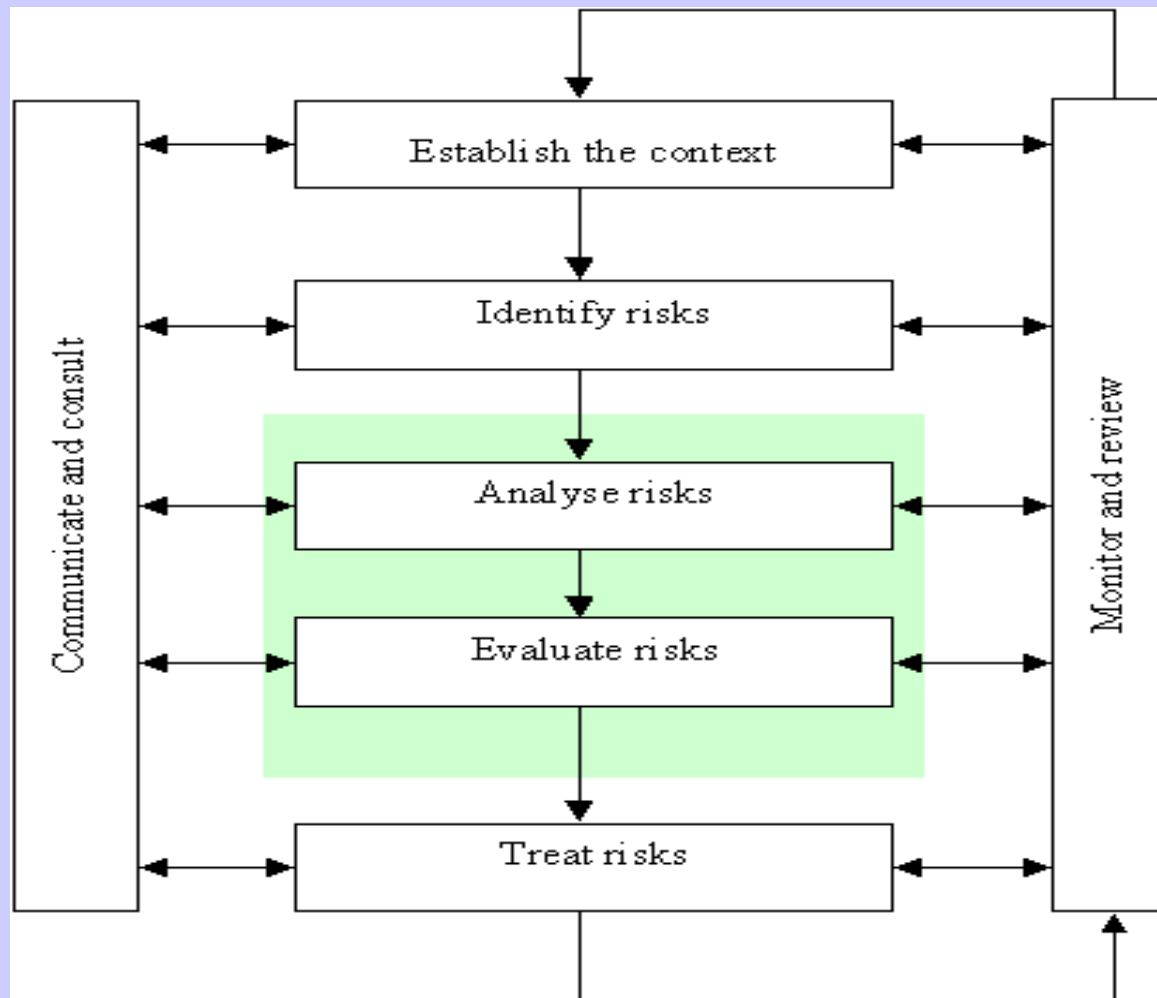 Establish the context
Identify risks
Analyse risks
Evaluate risks
Treat risks
Communicate and consult
Monitor and review